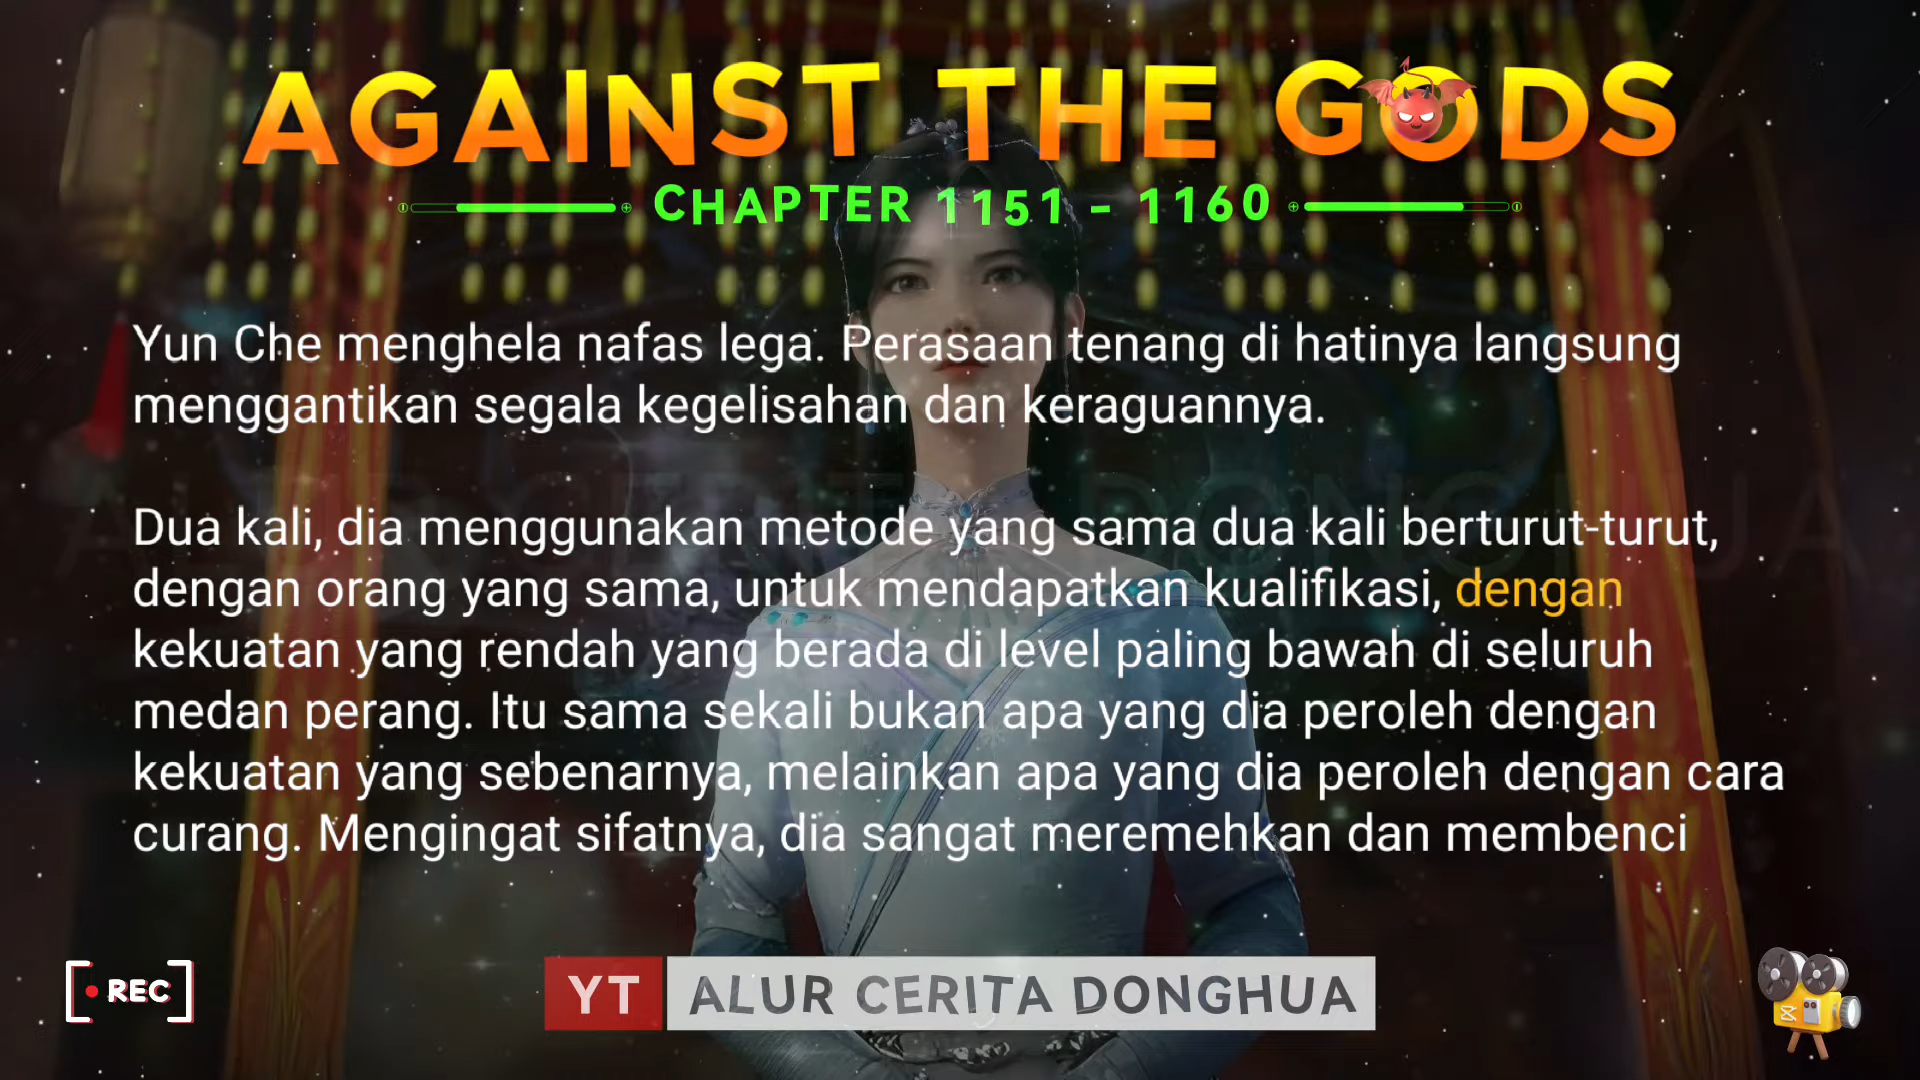 AGAINST THE GODS
CHAPTER 1151 - 1160
Yun Che menghela nafas lega. Perasaan tenang di hatinya langsung
menggantikan segala kegelisahan dan keraguannya.
Dua kali, dia menggunakan metode yang sama dua kali berturut-turut,
dengan orang yang sama, untuk mendapatkan kualifikasi, dengan
kekuatan yang rendah yang berada di level paling bawah di seluruh
medan perang. Itu sama sekali bukan apa yang dia peroleh dengan
kekuatan yang sebenarnya, melainkan apa yang dia peroleh dengan cara
curang. Mengingat sifatnya, dia sangat meremehkan dan membenci
ALUR CERITA DONGHUA
REC
YT ALUR CERITA DONGHUA